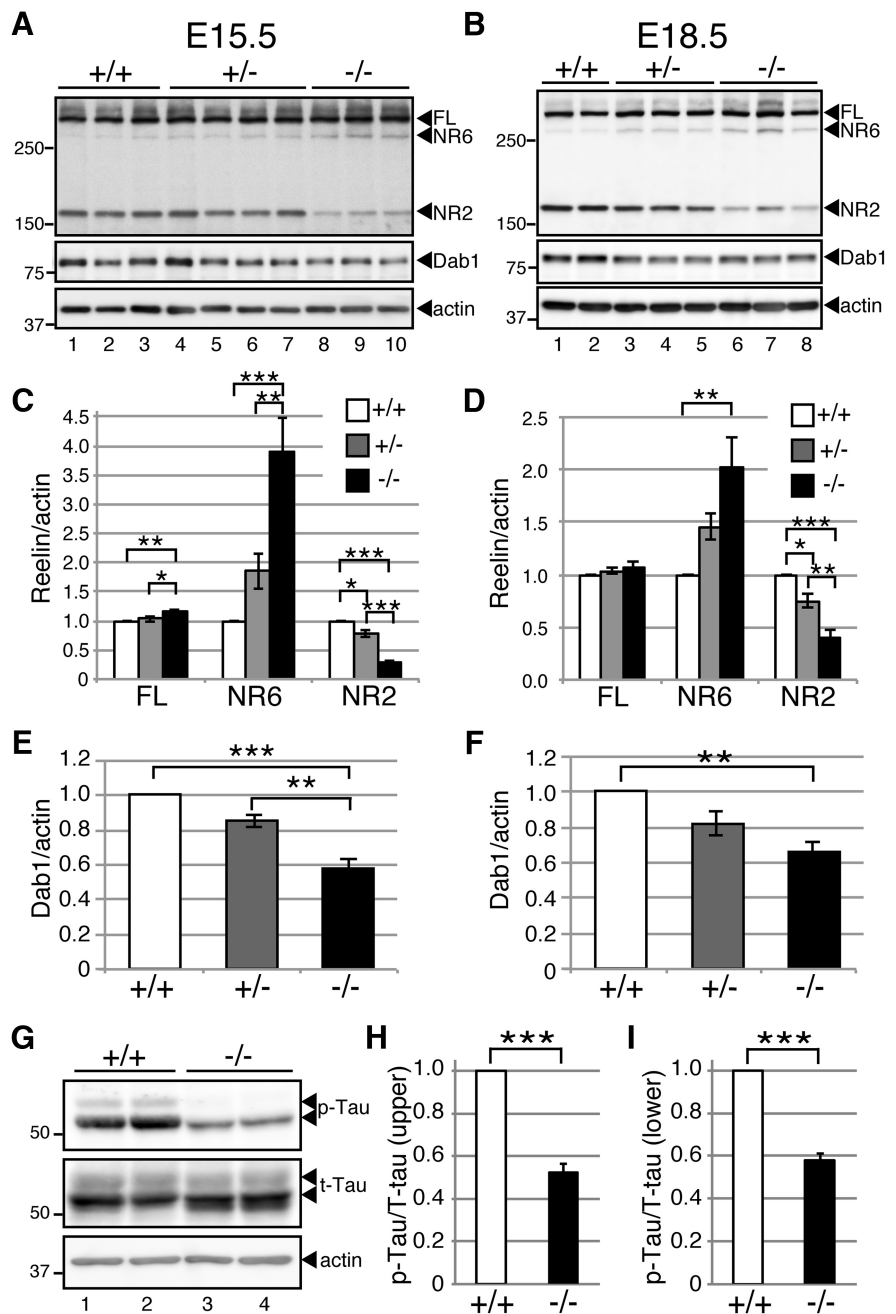 A
E15.5
+/+ +/- -/-
250
150
75
37
FL
NR6
NR2
Dab1
actin
1 2 3 4 5 6 7 8 9 10
B
E18.5
+/+ +/- -/-
250
150
75
37
FL
NR6
NR2
Dab1
actin
1 2 3 4 5 6 7 8
C
Reelin/actin
4.5
4.0
3.5
3.0
2.5
2.0
1.5
1.0
0.5
0
***
**
**
*
***
*
***
+/+
+/-
-/-
FL NR6 NR2
D
Reelin/actin
2.5
2.0
1.5
1.0
0.5
0.0
**
***
*
**
+/+
+/-
-/-
FL NR6 NR2
E
Dab1/actin
1.2
1.0
0.8
0.6
0.4
0.2
0
***
**
+/+ +/- -/-
F
Dab1/actin
1.2
1.0
0.8
0.6
0.4
0.2
0
**
+/+ +/- -/-
G
+/+ -/-
50
50
37
p-Tau
t-Tau
actin
1 2 3 4
H
p-Tau/T-tau (upper)
1.0
0.8
0.6
0.4
0.2
0
***
+/+ -/-
I
p-Tau/T-tau (lower)
1.0
0.8
0.6
0.4
0.2
0
***
+/+ -/-